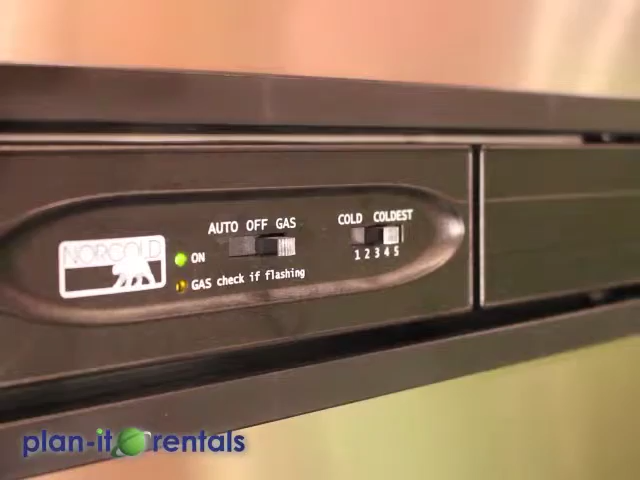 AUTO OFF GAS
COLD COLDEST
NORCOLD
ON
1 2 3 4 5
GAS check if flashing
plan-it rentals